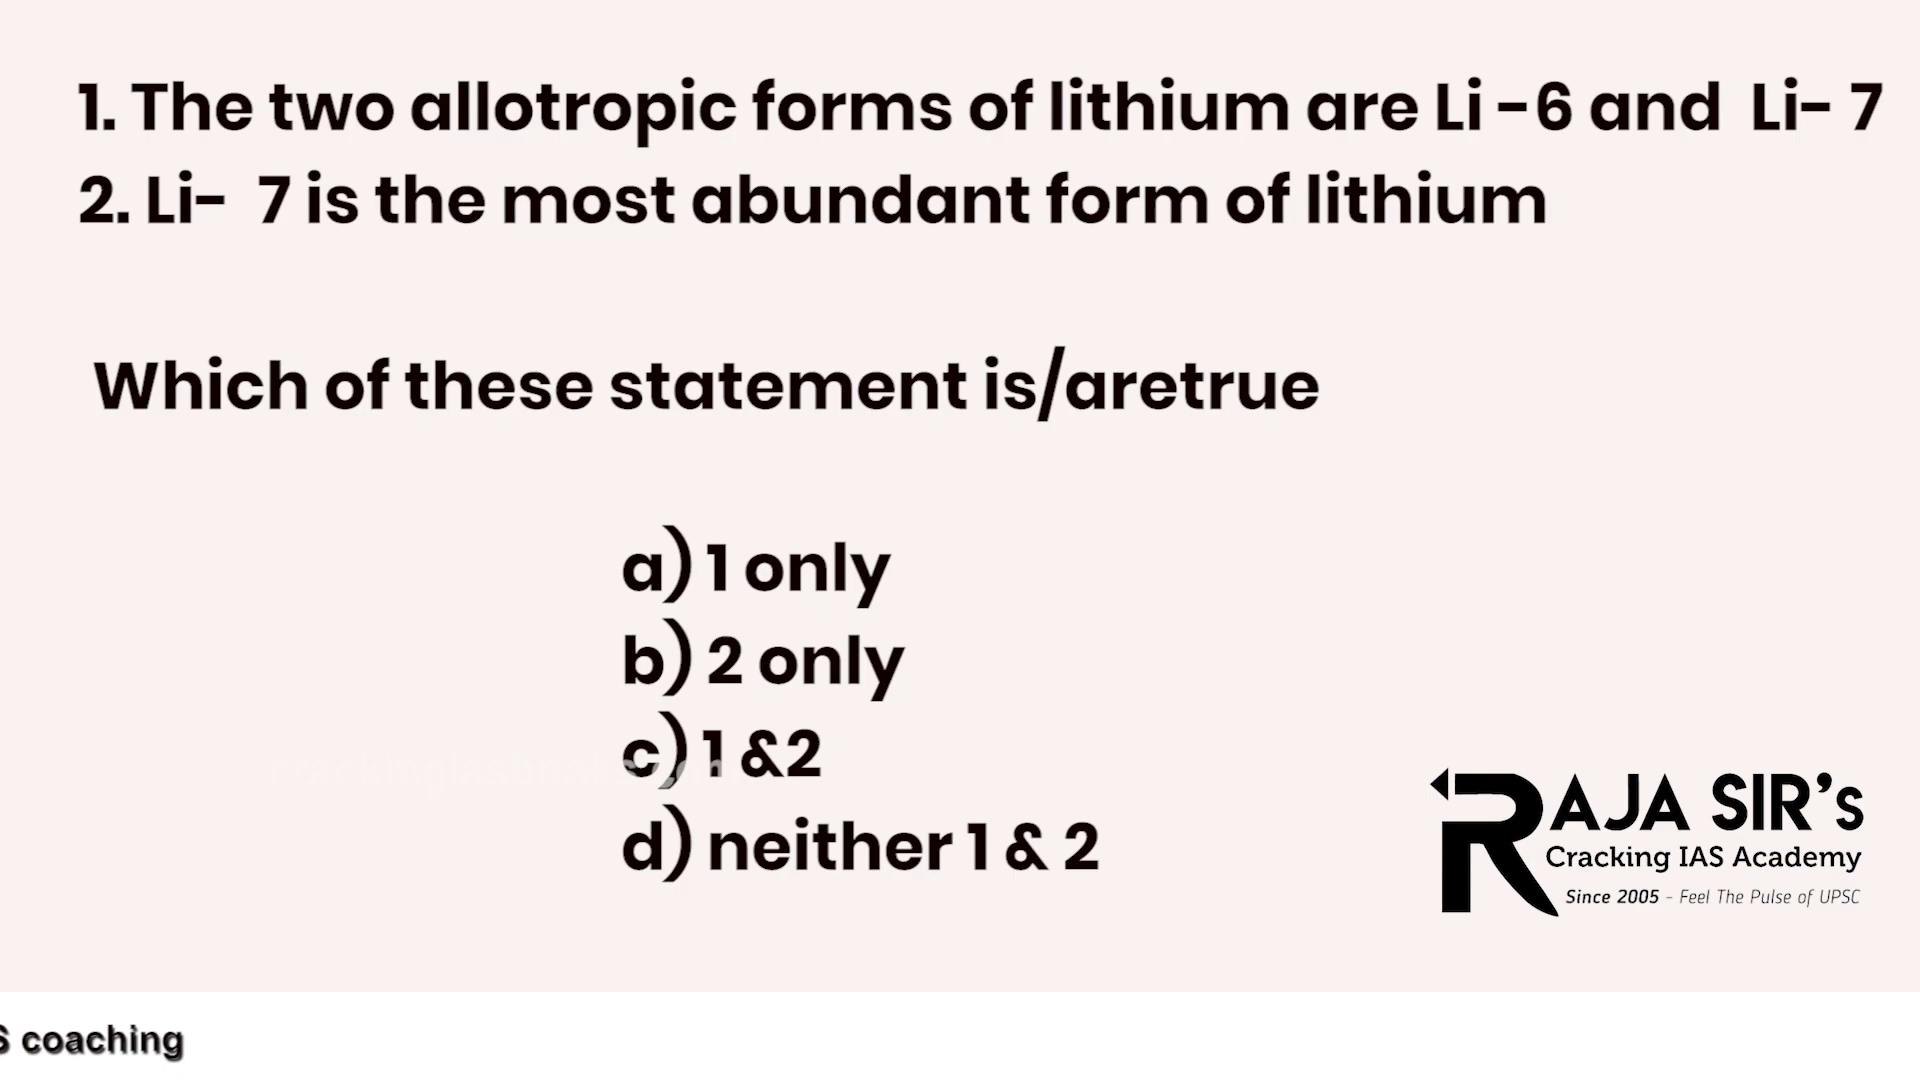 1. The two allotropic forms of lithium are Li -6 and Li- 7
2. Li- 7 is the most abundant form of lithium
Which of these statement is/aretrue
a) 1 only
b) 2 only
c) 1 &2
d) neither 1 & 2
RAJA SIR's
Cracking IAS Academy
Since 2005 - Feel The Pulse of UPSC
S coaching